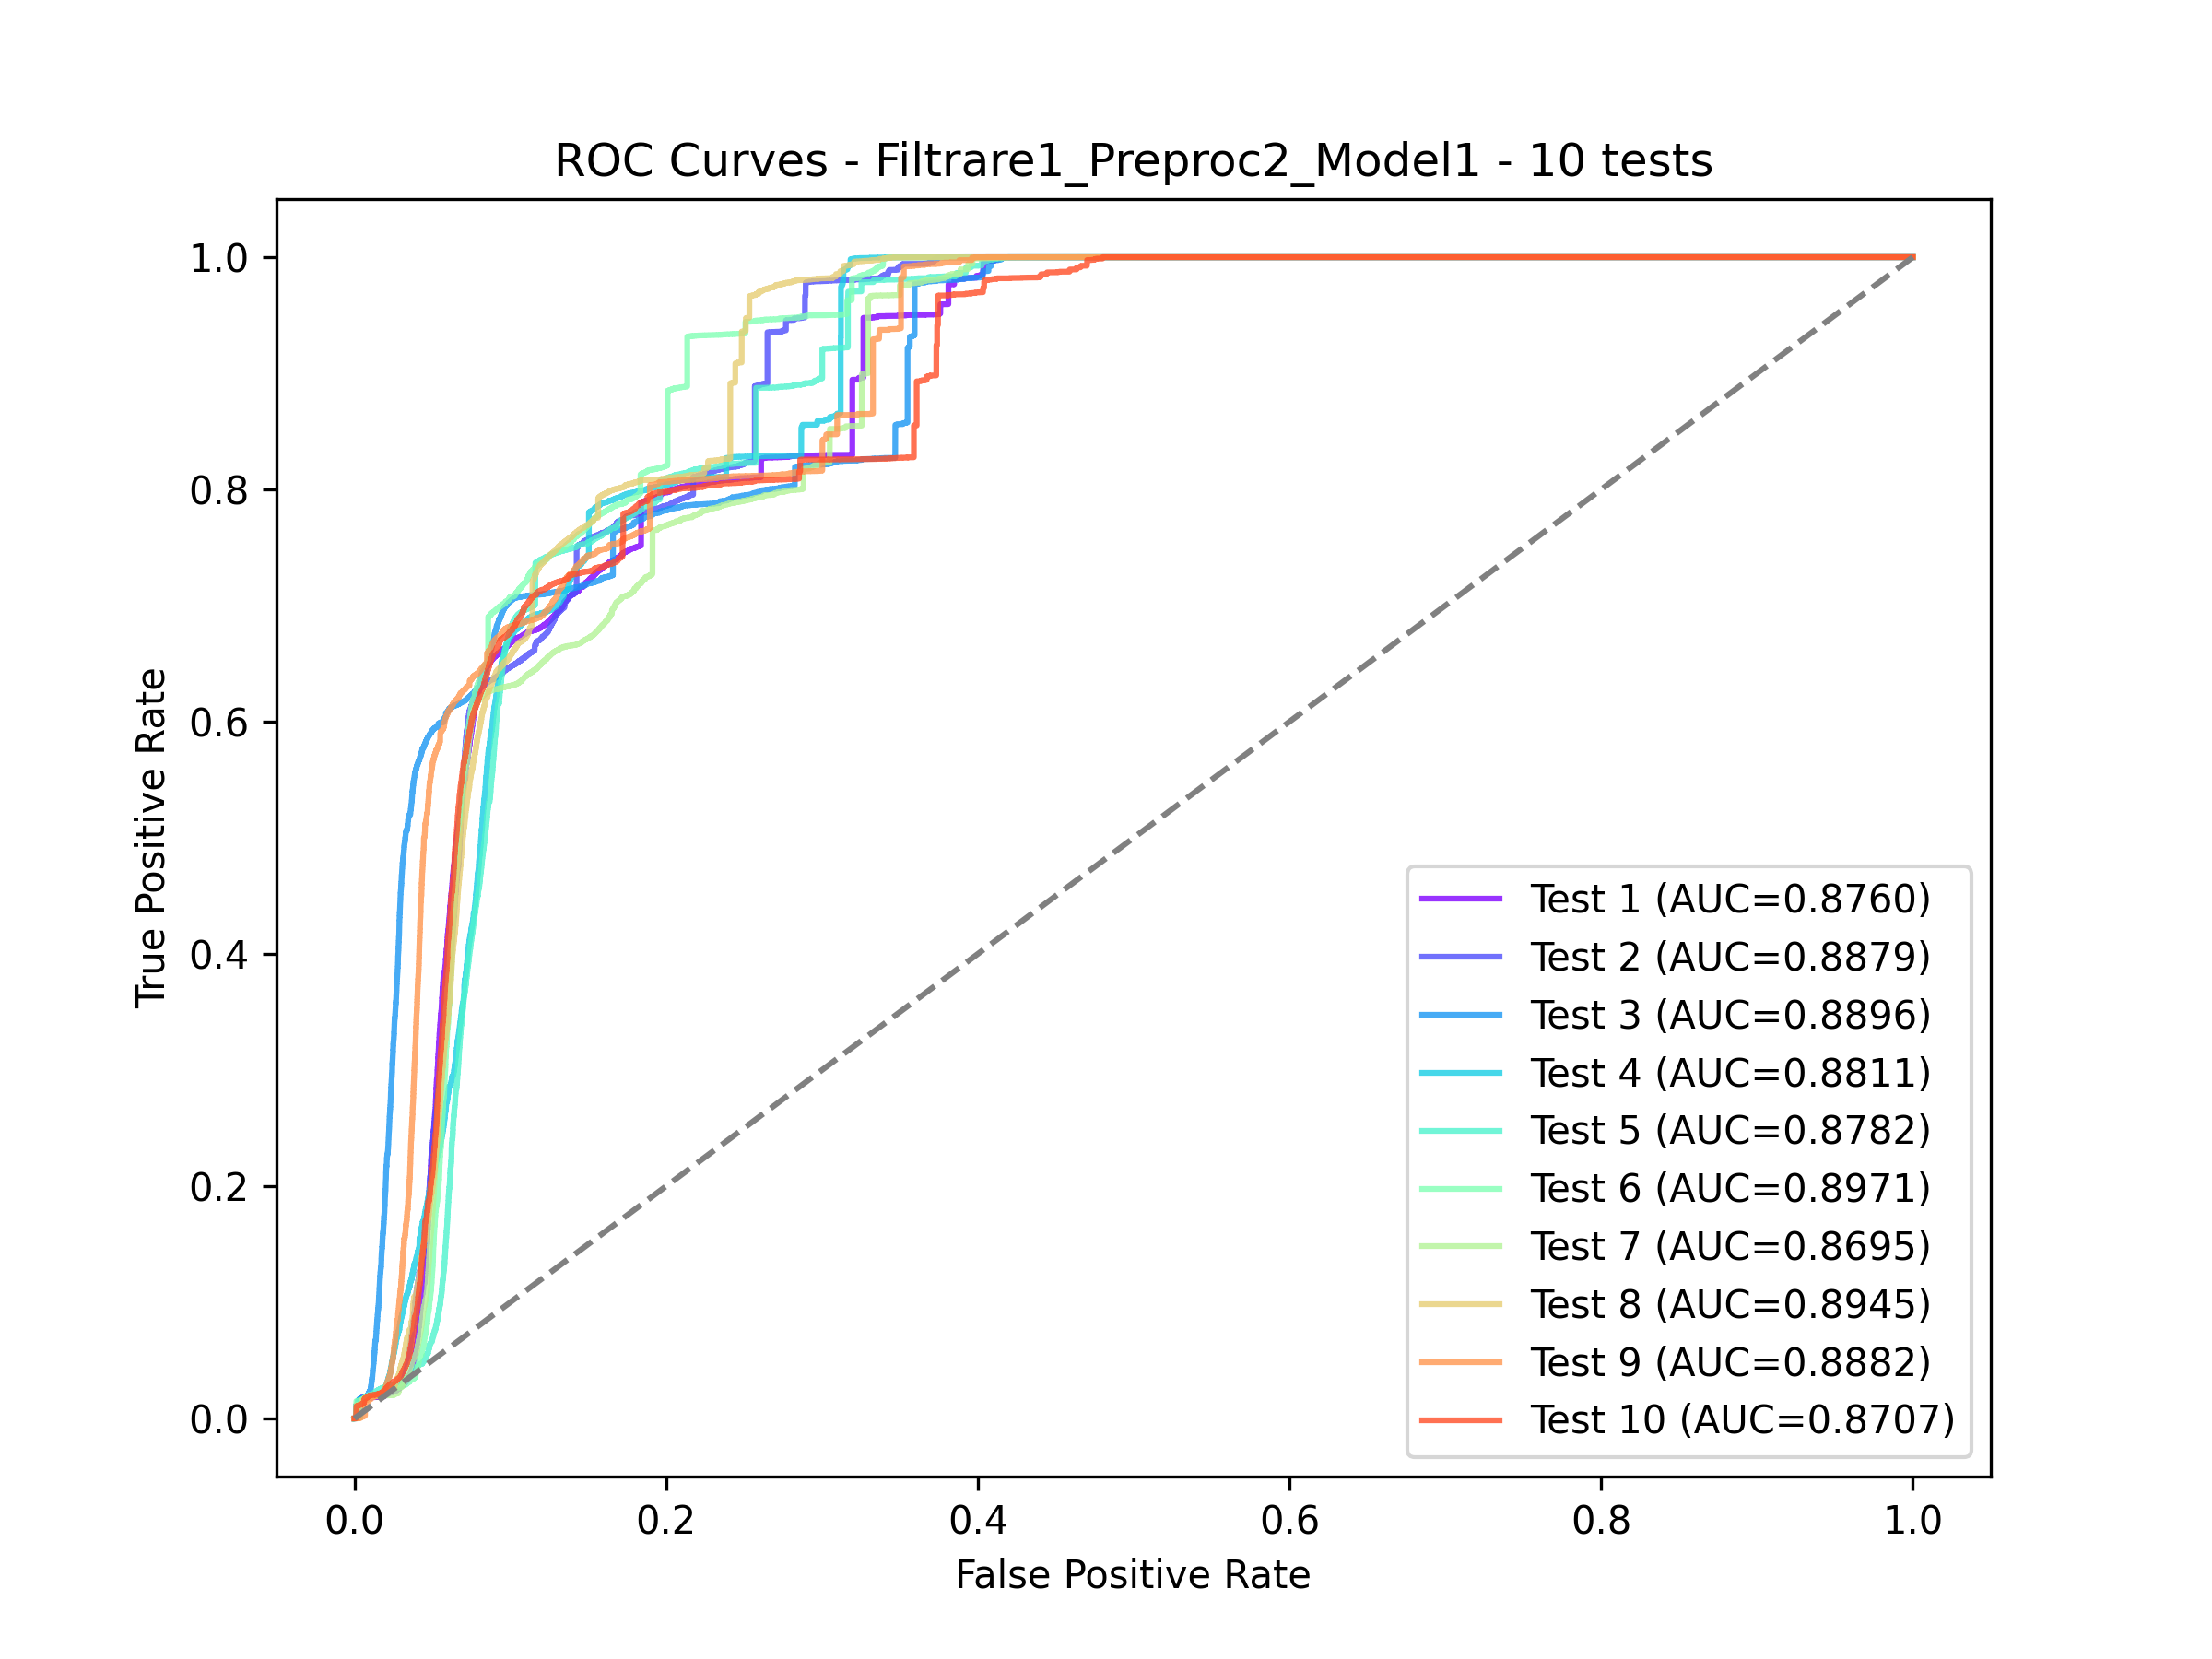 ROC Curves - Filtrare1_Preproc2_Model1 - 10 tests
True Positive Rate
1.0
0.8
0.6
0.4
0.2
0.0
Test 1 (AUC=0.8760)
Test 2 (AUC=0.8879)
Test 3 (AUC=0.8896)
Test 4 (AUC=0.8811)
Test 5 (AUC=0.8782)
Test 6 (AUC=0.8971)
Test 7 (AUC=0.8695)
Test 8 (AUC=0.8945)
Test 9 (AUC=0.8882)
Test 10 (AUC=0.8707)
0.0 0.2 0.4 0.6 0.8 1.0
False Positive Rate